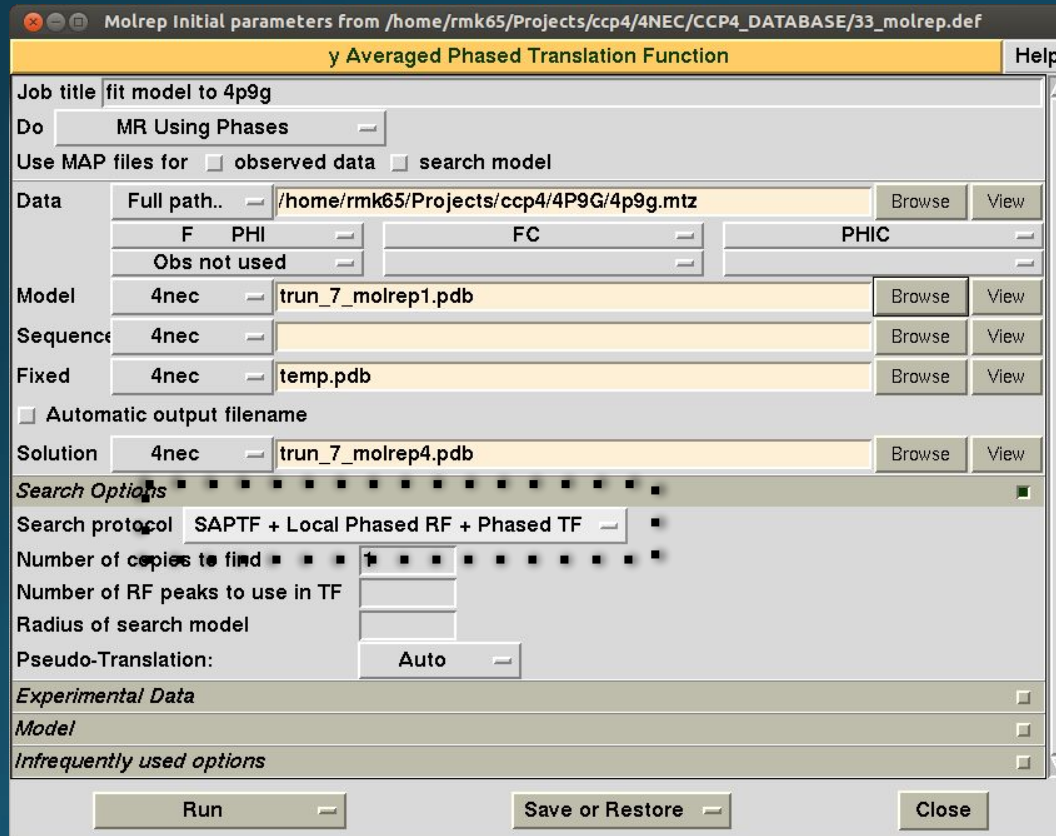 Molrep Initial parameters from /home/rmk65/Projects/ccp4/4NEC/CCP4_DATABASE/33_molrep.def
y Averaged Phased Translation Function Help
Job title fit model to 4p9g
Do MR Using Phases
Use MAP files for observed data search model
Data Full path.. /home/rmk65/Projects/ccp4/4P9G/4p9g.mtz Browse View
F PHI FC PHIC
Obs not used
Model 4nec trun_7_molrep1.pdb Browse View
Sequence 4nec Browse View
Fixed 4nec temp.pdb Browse View
Automatic output filename
Solution 4nec trun_7_molrep4.pdb Browse View
Search Options
Search protocol SAPTF + Local Phased RF + Phased TF
Number of copies to find 1
Number of RF peaks to use in TF
Radius of search model
Pseudo-Translation: Auto
Experimental Data
Model
Infrequently used options
Run Save or Restore Close